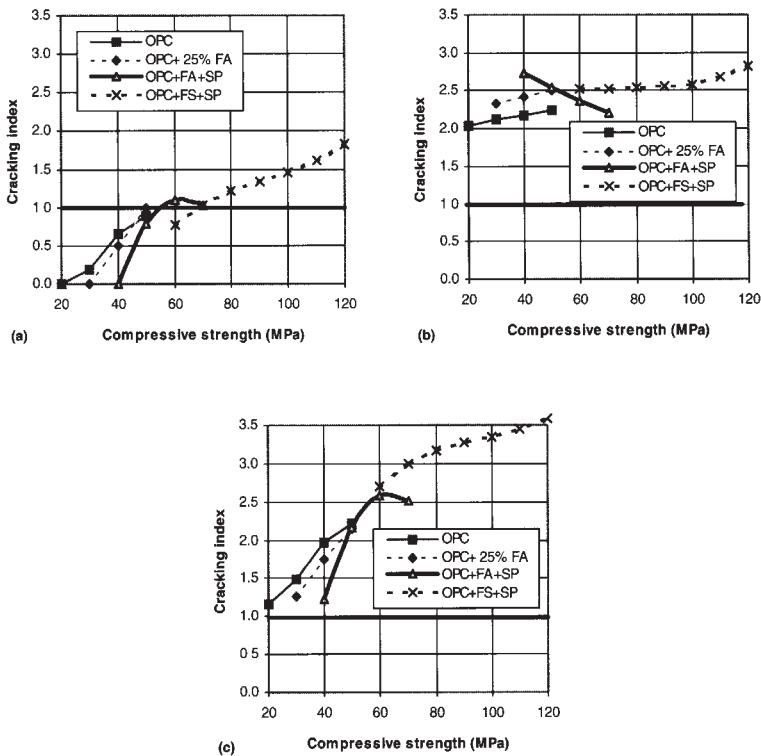 3.5
3.0
2.5
2.0
1.5
1.0
0.5
0.0
Cracking index
OPC
OPC+ 25% FA
OPC+FA+SP
OPC+FS+SP
20 40 60 80 100 120
Compressive strength (MPa)
(a)
3.5
3.0
2.5
2.0
1.5
1.0
0.5
0.0
Cracking index
OPC
OPC+ 25% FA
OPC+FA+SP
OPC+FS+SP
20 40 60 80 100 120
Compressive strength (MPa)
(b)
3.5
3.0
2.5
2.0
1.5
1.0
0.5
0.0
Cracking index
OPC
OPC+ 25% FA
OPC+FA+SP
OPC+FS+SP
20 40 60 80 100 120
Compressive strength (MPa)
(c)